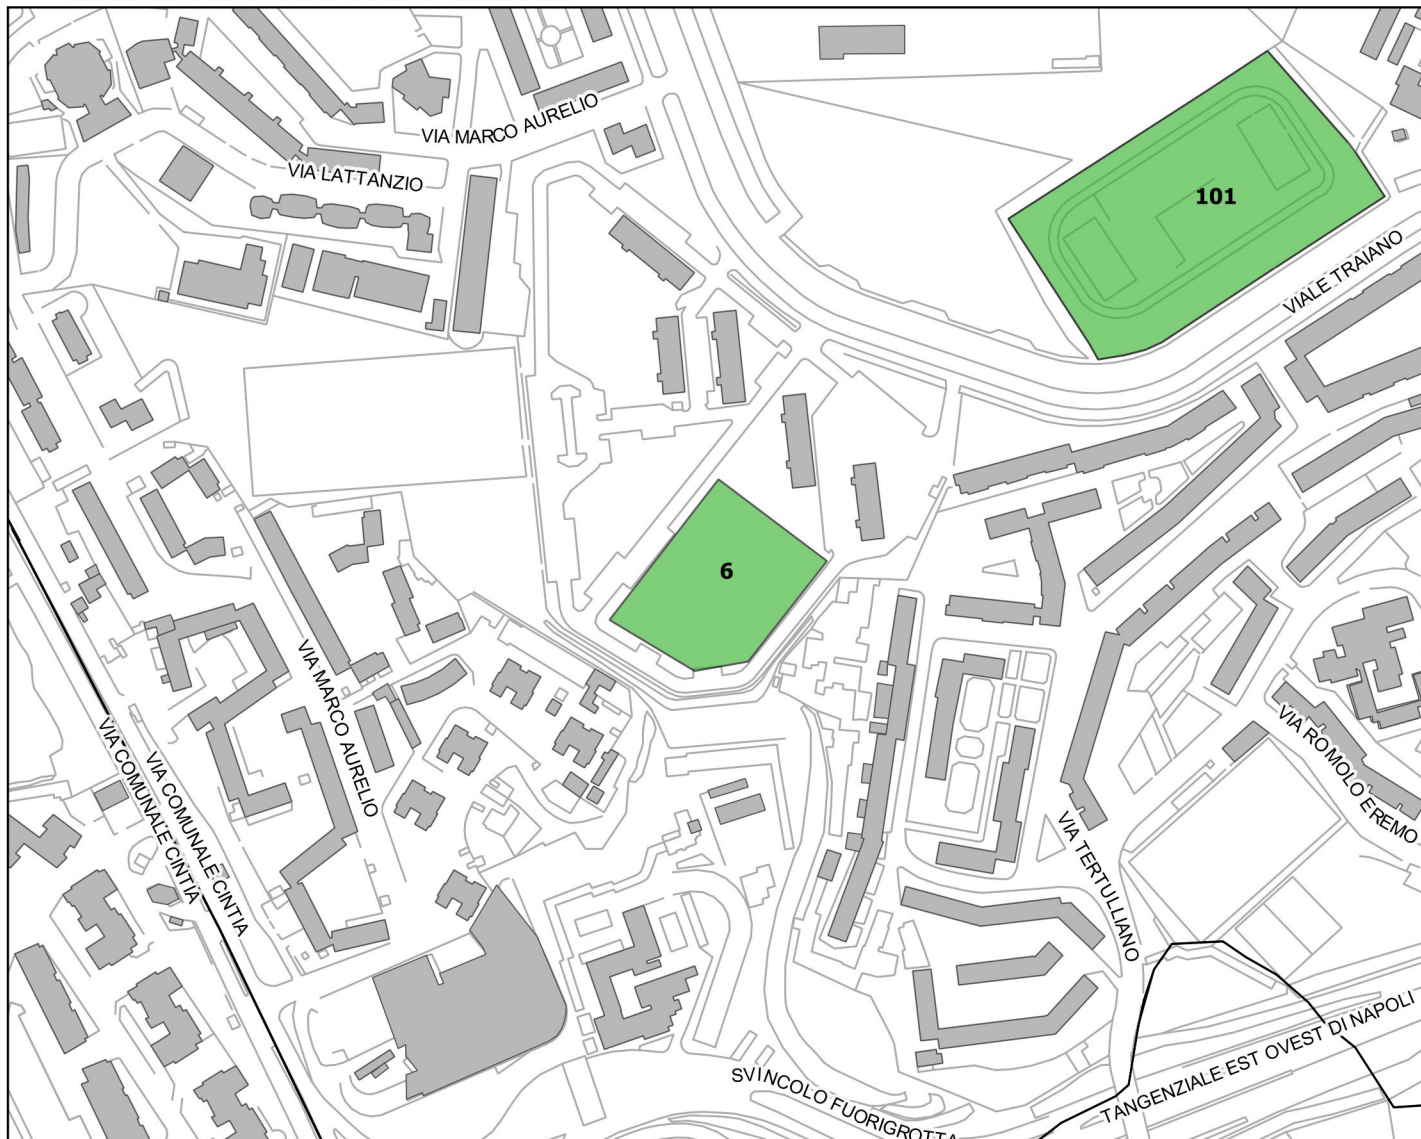 VIA MARCO AURELIO
VIA LATTANZIO
101
VIALE TRAIANO
6
VIA MARCO AURELIO
VIA COMUNALE CINTIA
VIA COMUNALE CINTIA
VIA ROMOLO EREMO
VIA TERTULLIANO
TANGENZIALE EST OVEST DI NAPOLI
SVINCOLO FUORIGROTTA